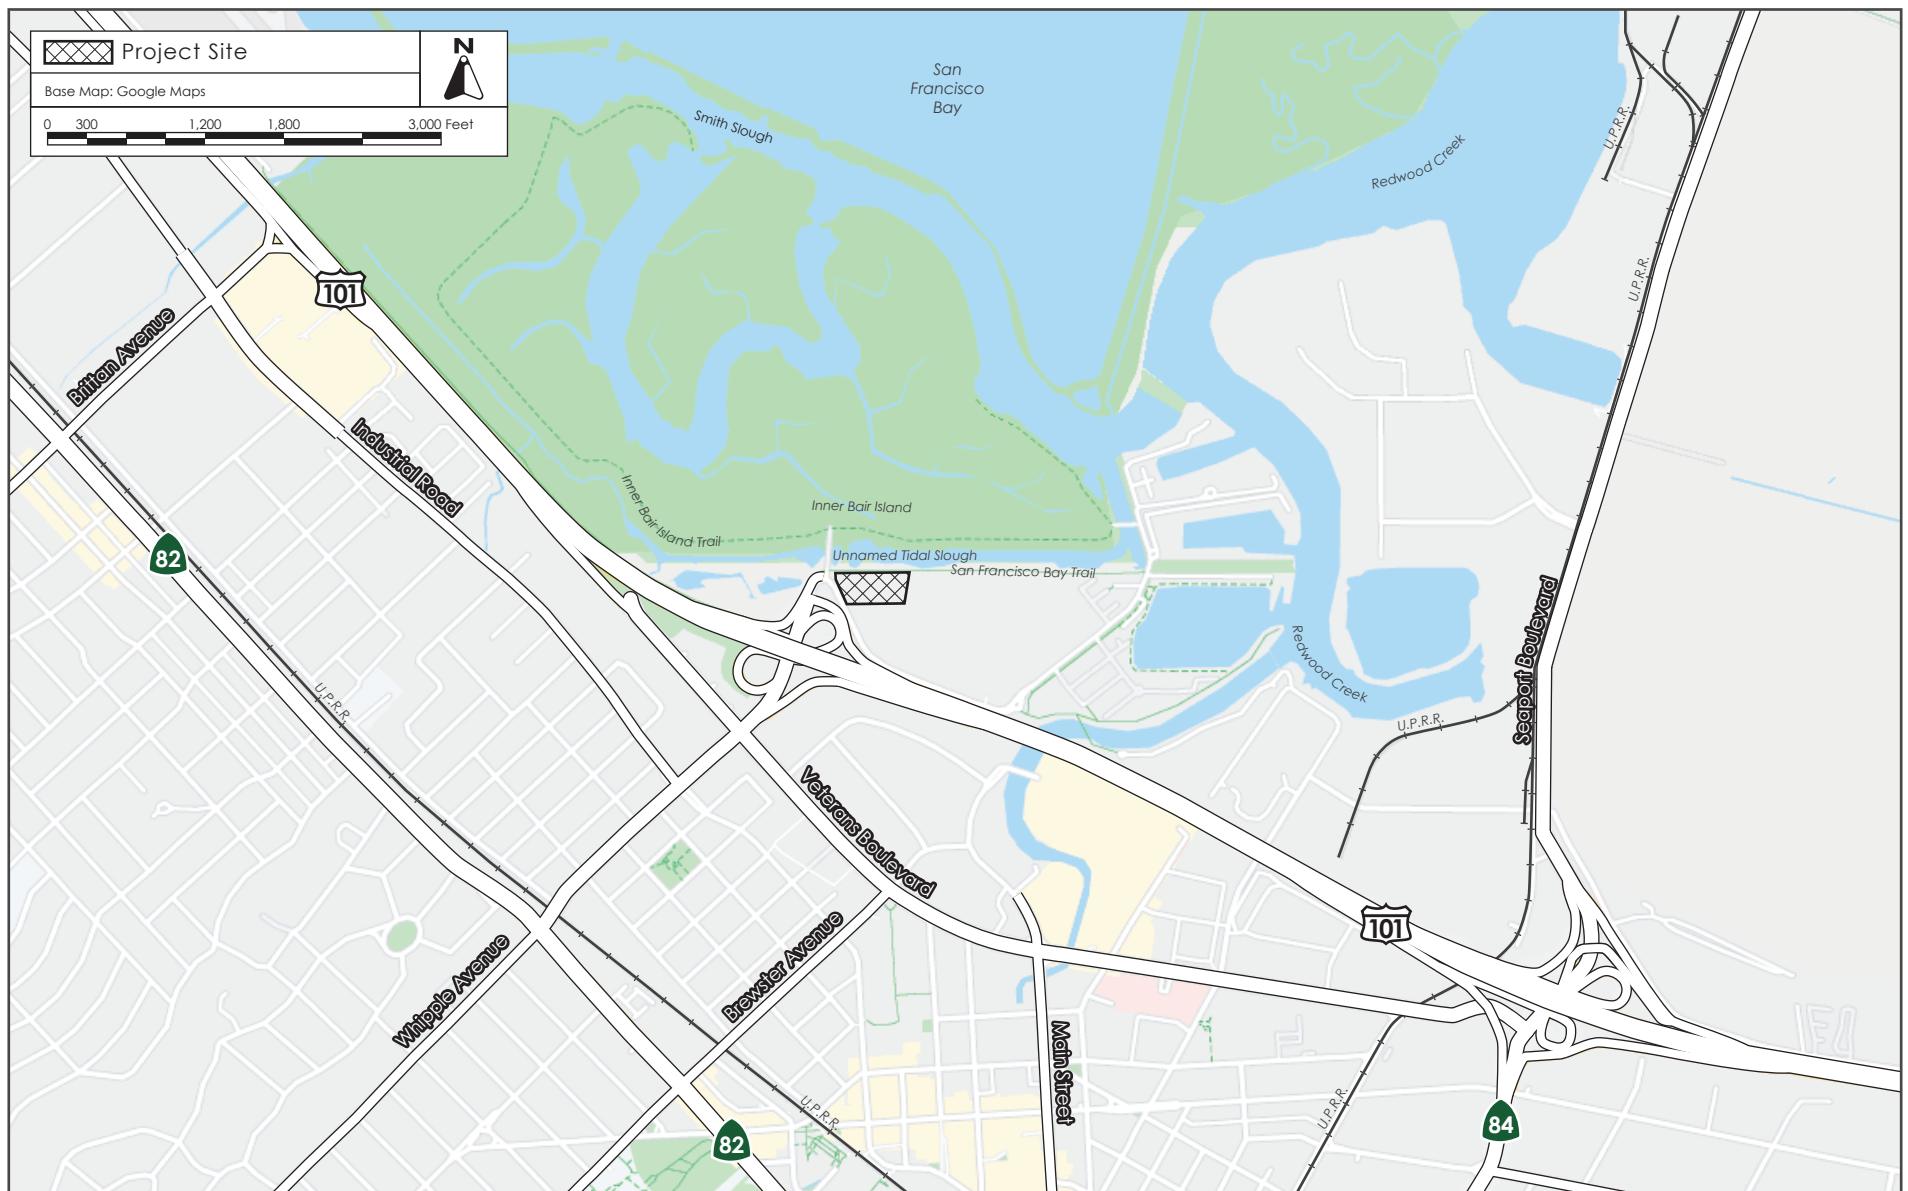 Project Site
N
Base Map: Google Maps
0 300 1,200 1,800 3,000 Feet
San
Francisco
Bay
Smith Slough
Redwood Creek
U.P.R.R.
U.P.R.R.
101
Brittan Avenue
Industrial Road
Inner Bair Island Trail
Inner Bair Island
Unnamed Tidal Slough
San Francisco Bay Trail
82
Redwood Creek
Seaport Boulevard
U.P.R.R.
U.P.R.R.
Veterans Boulevard
101
Whipple Avenue
Brewster Avenue
Main Street
U.P.R.R.
U.P.R.R.
82
84